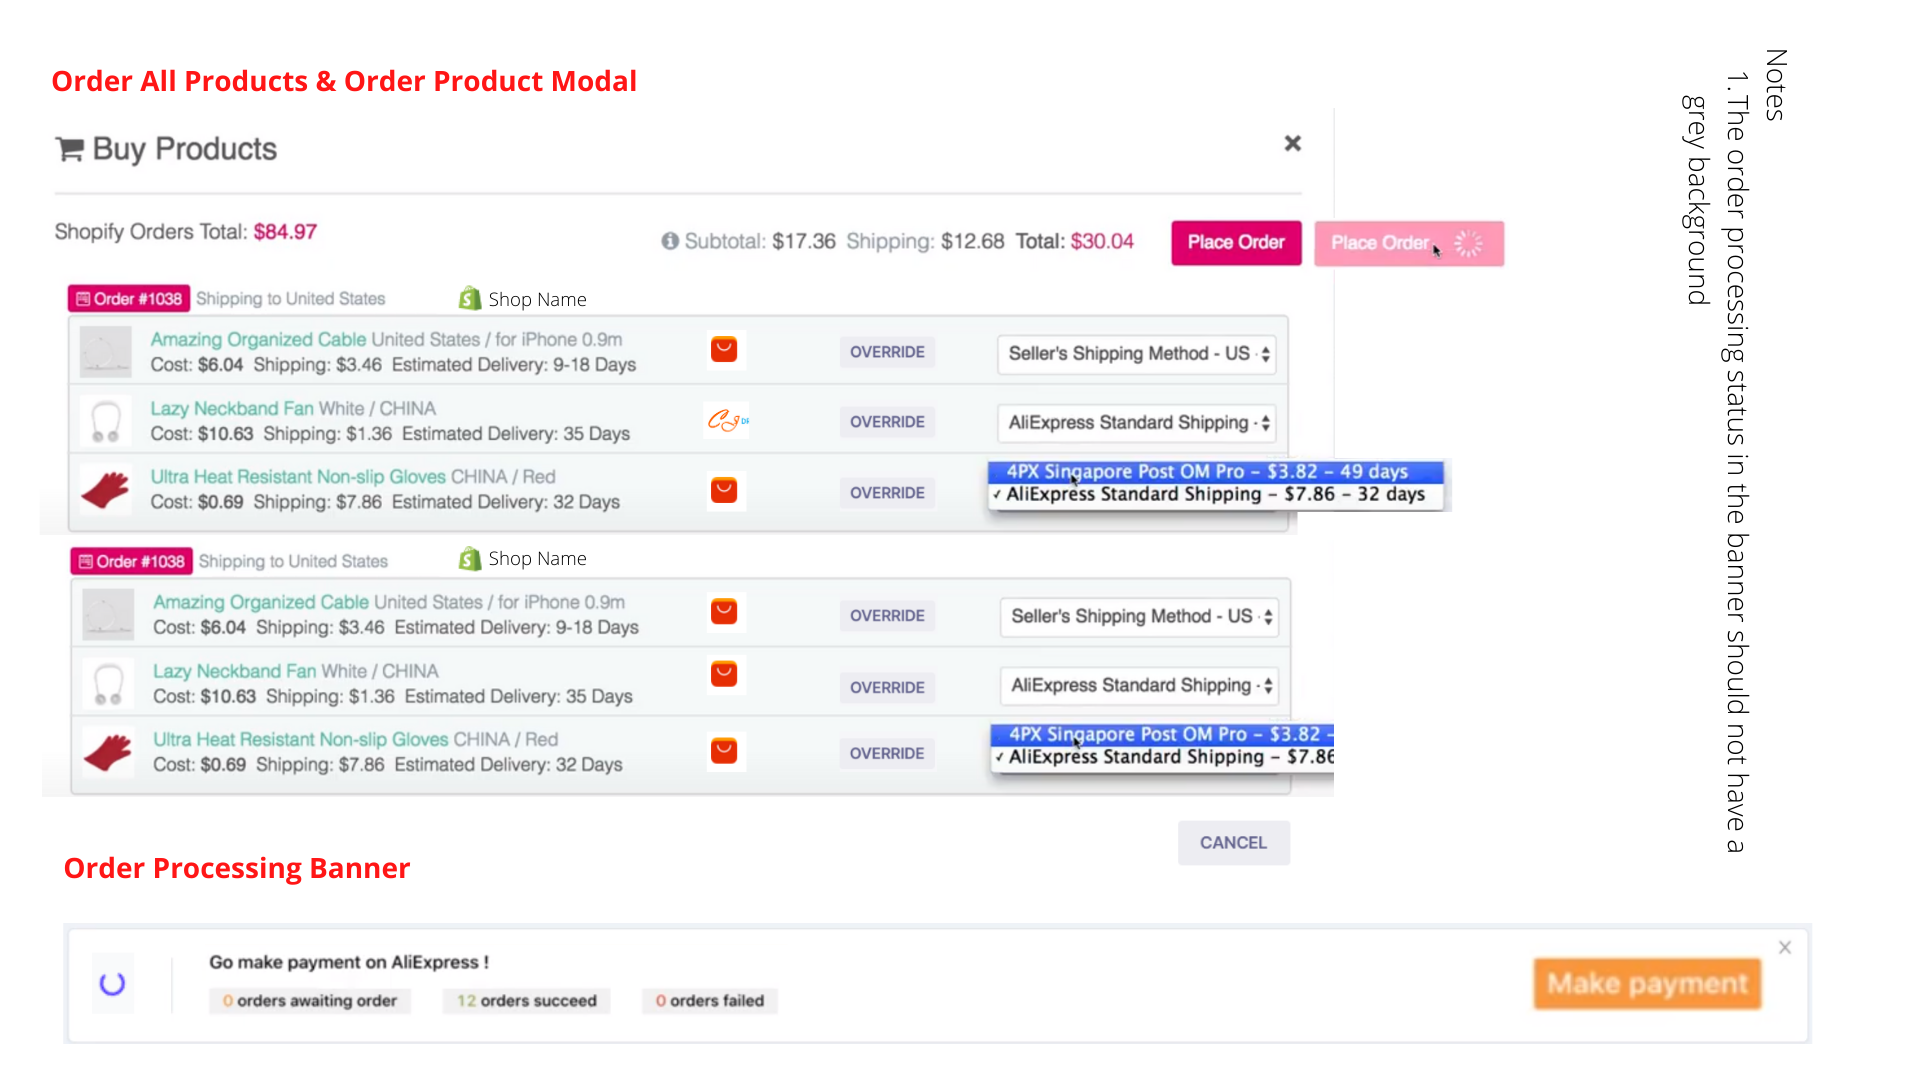 Order All Products & Order Product Modal
Buy Products
Shopify Orders Total: $84.97
Subtotal: $17.36 Shipping: $12.68 Total: $30.04
Place Order
Place Order
Order #1038 Shipping to United States
Shop Name
Amazing Organized Cable United States / for iPhone 0.9m
Cost: $6.04 Shipping: $3.46 Estimated Delivery: 9-18 Days
OVERRIDE
Seller's Shipping Method - US
Lazy Neckband Fan White / CHINA
Cost: $10.63 Shipping: $1.36 Estimated Delivery: 35 Days
CJ
OVERRIDE
AliExpress Standard Shipping -
Ultra Heat Resistant Non-slip Gloves CHINA / Red
Cost: $0.69 Shipping: $7.86 Estimated Delivery: 32 Days
OVERRIDE
4PX Singapore Post OM Pro – $3.82 – 49 days
✓ AliExpress Standard Shipping – $7.86 – 32 days
Order #1038 Shipping to United States
Shop Name
Amazing Organized Cable United States / for iPhone 0.9m
Cost: $6.04 Shipping: $3.46 Estimated Delivery: 9-18 Days
OVERRIDE
Seller's Shipping Method - US
Lazy Neckband Fan White / CHINA
Cost: $10.63 Shipping: $1.36 Estimated Delivery: 35 Days
OVERRIDE
AliExpress Standard Shipping -
Ultra Heat Resistant Non-slip Gloves CHINA / Red
Cost: $0.69 Shipping: $7.86 Estimated Delivery: 32 Days
OVERRIDE
4PX Singapore Post OM Pro – $3.82 –
✓ AliExpress Standard Shipping – $7.86
CANCEL
Order Processing Banner
Go make payment on AliExpress !
0 orders awaiting order
12 orders succeed
0 orders failed
Make payment
Notes
1. The order processing status in the banner should not have a
grey background